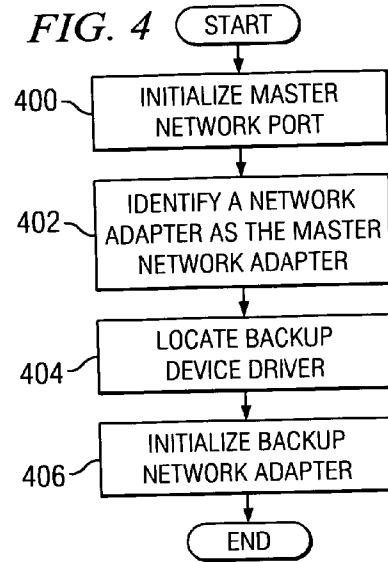 FIG. 4
START
400
INITIALIZE MASTER
NETWORK PORT
402
IDENTIFY A NETWORK
ADAPTER AS THE MASTER
NETWORK ADAPTER
404
LOCATE BACKUP
DEVICE DRIVER
406
INITIALIZE BACKUP
NETWORK ADAPTER
END